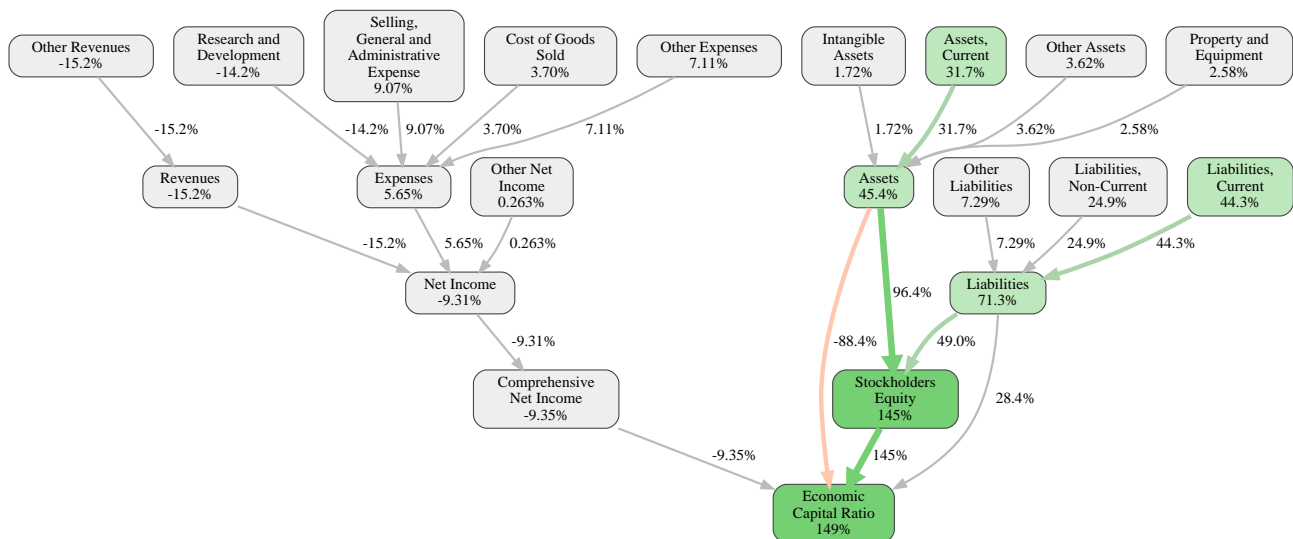 Other Revenues
-15.2%
Research and
Development
-14.2%
Selling,
General and
Administrative
Expense
9.07%
Cost of Goods
Sold
3.70%
Other Expenses
7.11%
Intangible
Assets
1.72%
Assets,
Current
31.7%
Other Assets
3.62%
Property and
Equipment
2.58%
-15.2%
-14.2%
9.07%
3.70%
7.11%
1.72%
31.7%
3.62%
2.58%
Revenues
-15.2%
Expenses
5.65%
Other Net
Income
0.263%
Assets
45.4%
Other
Liabilities
7.29%
Liabilities,
Non-Current
24.9%
Liabilities,
Current
44.3%
-15.2%
5.65%
0.263%
7.29%
24.9%
44.3%
Net Income
-9.31%
Liabilities
71.3%
96.4%
-9.31%
-88.4%
49.0%
Comprehensive
Net Income
-9.35%
Stockholders
Equity
145%
28.4%
-9.35%
145%
Economic
Capital Ratio
149%